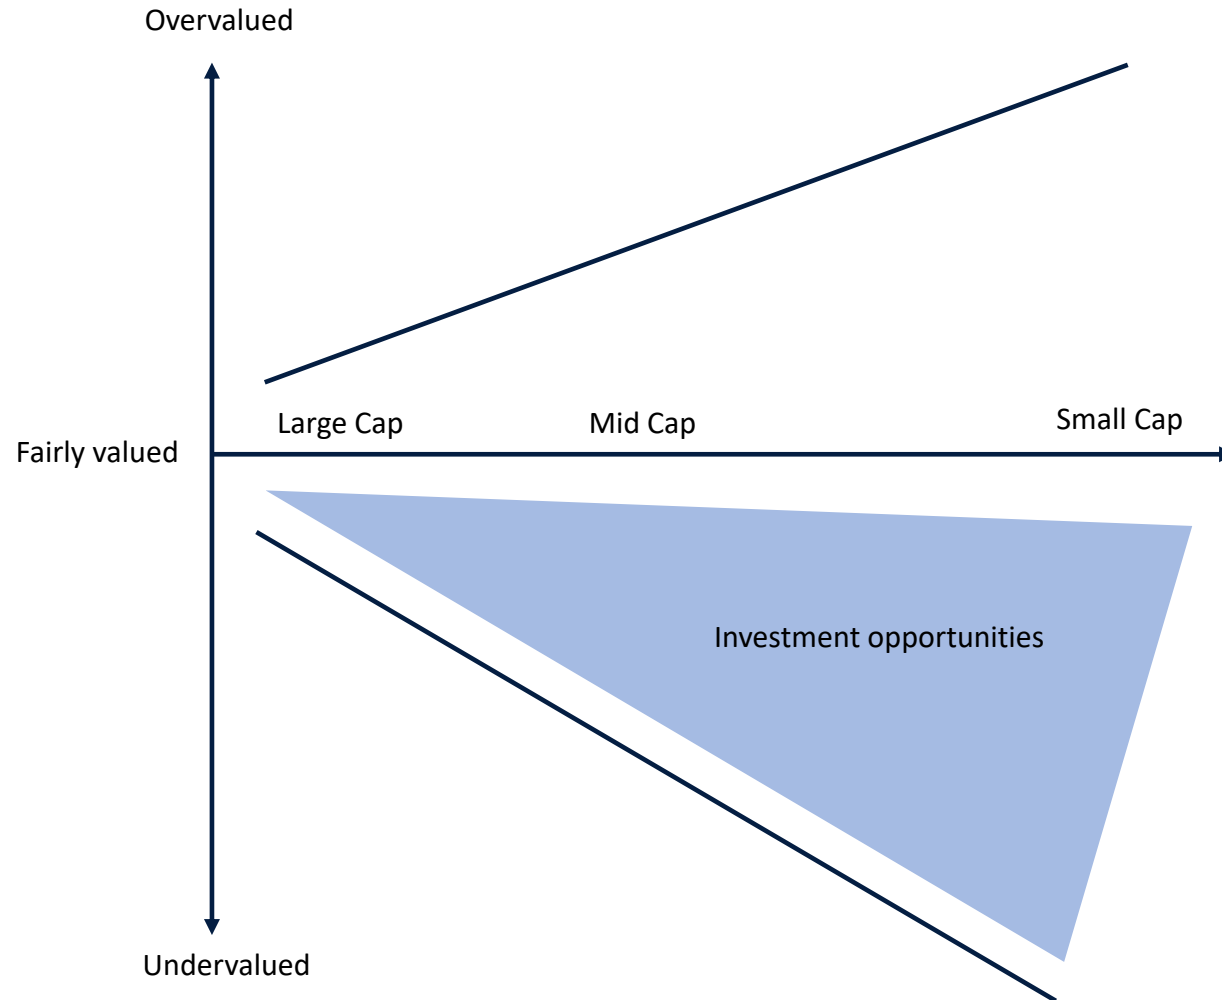 Overvalued
Large Cap
Mid Cap
Small Cap
Fairly valued
Investment opportunities
Undervalued